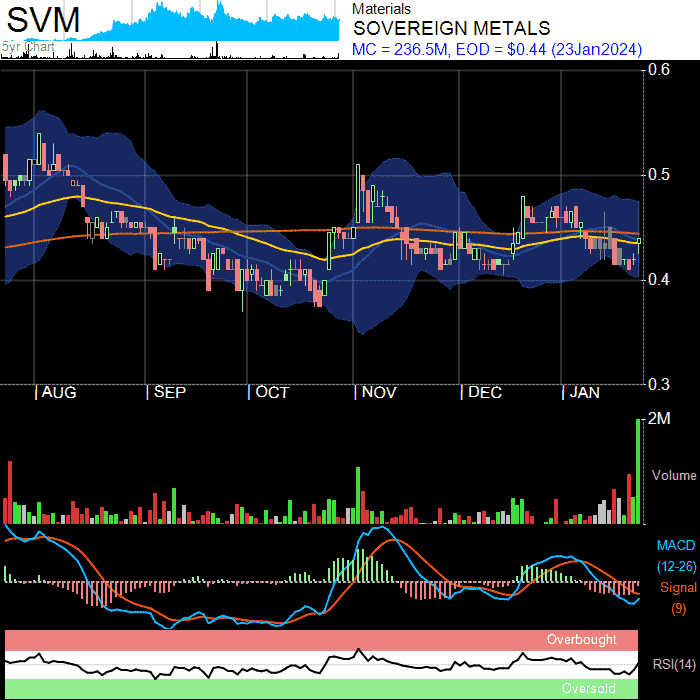 SVM
5yr Chart
Materials
SOVEREIGN METALS
MC = 236.5M, EOD = $0.44 (23Jan2024)
0.6
0.5
0.4
0.3
AUG
SEP
OCT
NOV
DEC
JAN
2M
Volume
MACD
(12-26)
Signal
(9)
Overbought
RSI(14)
Oversold